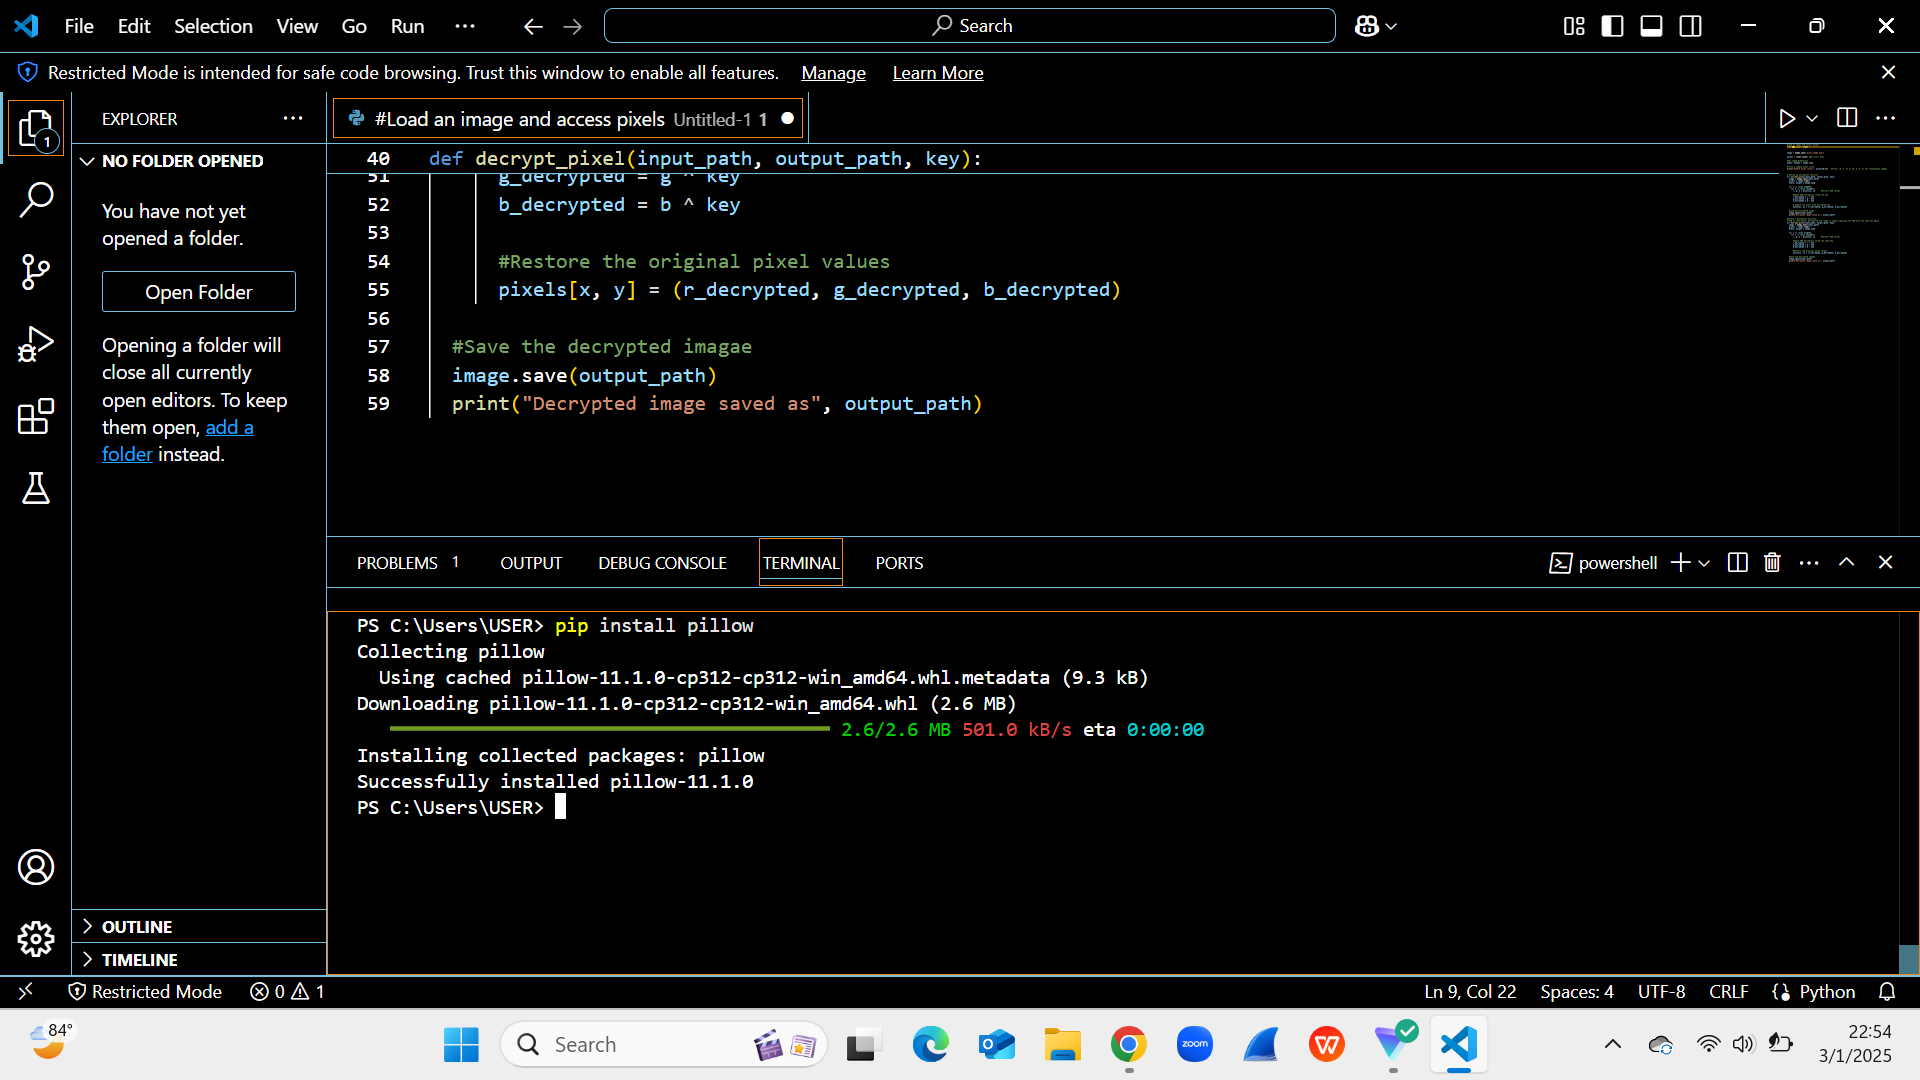 File Edit Selection View Go Run ··· Search
Restricted Mode is intended for safe code browsing. Trust this window to enable all features. Manage Learn More
EXPLORER
#Load an image and access pixels Untitled-1 1
1
NO FOLDER OPENED
You have not yet
opened a folder.
Open Folder
Opening a folder will
close all currently
open editors. To keep
them open, add a
folder instead.
OUTLINE
TIMELINE
40 def decrypt_pixel(input_path, output_path, key):
51 g_decrypted = g ^ key
52 b_decrypted = b ^ key
53
54 #Restore the original pixel values
55 pixels[x, y] = (r_decrypted, g_decrypted, b_decrypted)
56
57 #Save the decrypted imagae
58 image.save(output_path)
59 print("Decrypted image saved as", output_path)
PROBLEMS 1 OUTPUT DEBUG CONSOLE TERMINAL PORTS powershell
PS C:\Users\USER> pip install pillow
Collecting pillow
Using cached pillow-11.1.0-cp312-cp312-win_amd64.whl.metadata (9.3 kB)
Downloading pillow-11.1.0-cp312-cp312-win_amd64.whl (2.6 MB)
2.6/2.6 MB 501.0 kB/s eta 0:00:00
Installing collected packages: pillow
Successfully installed pillow-11.1.0
PS C:\Users\USER>
Restricted Mode 0 1 Ln 9, Col 22 Spaces: 4 UTF-8 CRLF Python
84° Search zoom 22:54
3/1/2025